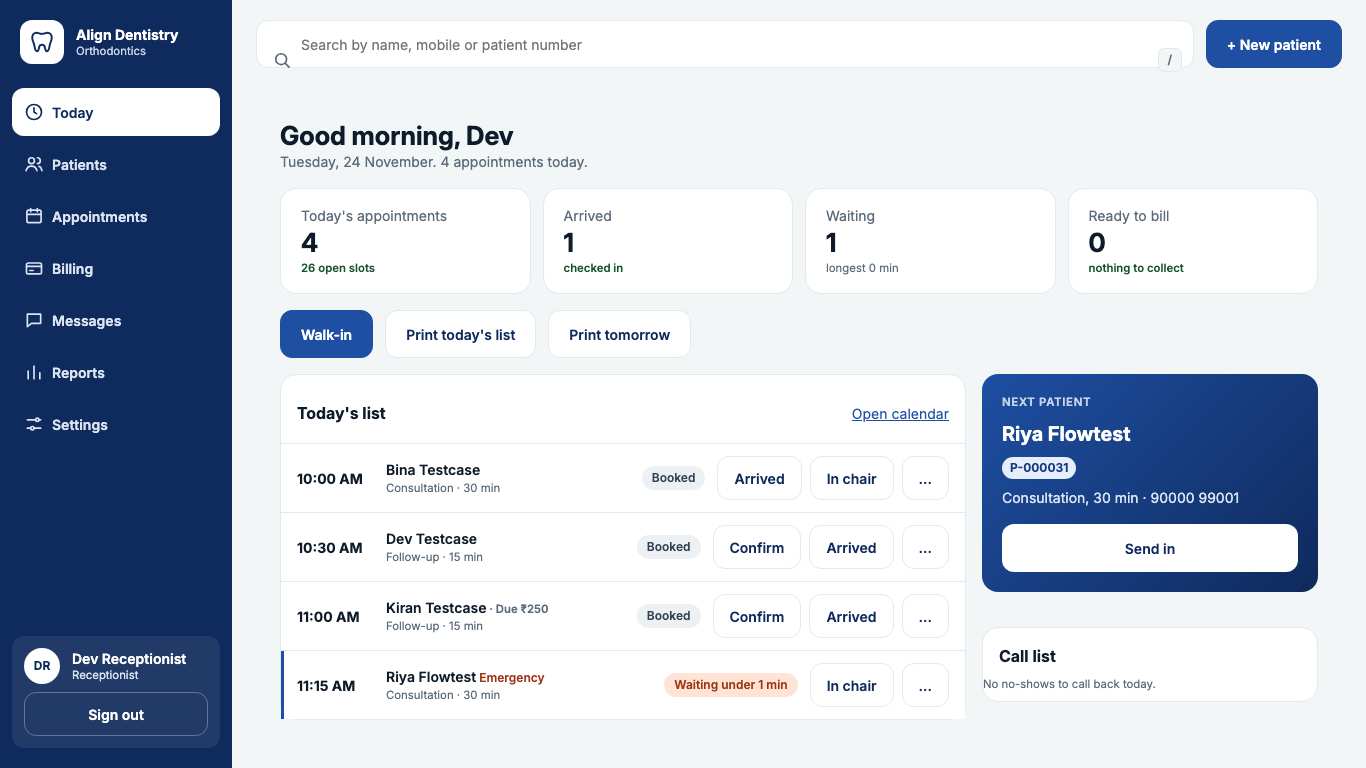 Align Dentistry
Orthodontics
Today
Patients
Appointments
Billing
Messages
Reports
Settings
DR
Dev Receptionist
Receptionist
Sign out
Search by name, mobile or patient number
/
+ New patient
Good morning, Dev
Tuesday, 24 November. 4 appointments today.
Today's appointments
4
26 open slots
Arrived
1
checked in
Waiting
1
longest 0 min
Ready to bill
0
nothing to collect
Walk-in
Print today's list
Print tomorrow
Today's list
Open calendar
10:00 AM
Bina Testcase
Consultation · 30 min
Booked
Arrived
In chair
...
10:30 AM
Dev Testcase
Follow-up · 15 min
Booked
Confirm
Arrived
...
11:00 AM
Kiran Testcase · Due ₹250
Follow-up · 15 min
Booked
Confirm
Arrived
...
11:15 AM
Riya Flowtest Emergency
Consultation · 30 min
Waiting under 1 min
In chair
...
NEXT PATIENT
Riya Flowtest
P-000031
Consultation, 30 min · 90000 99001
Send in
Call list
No no-shows to call back today.